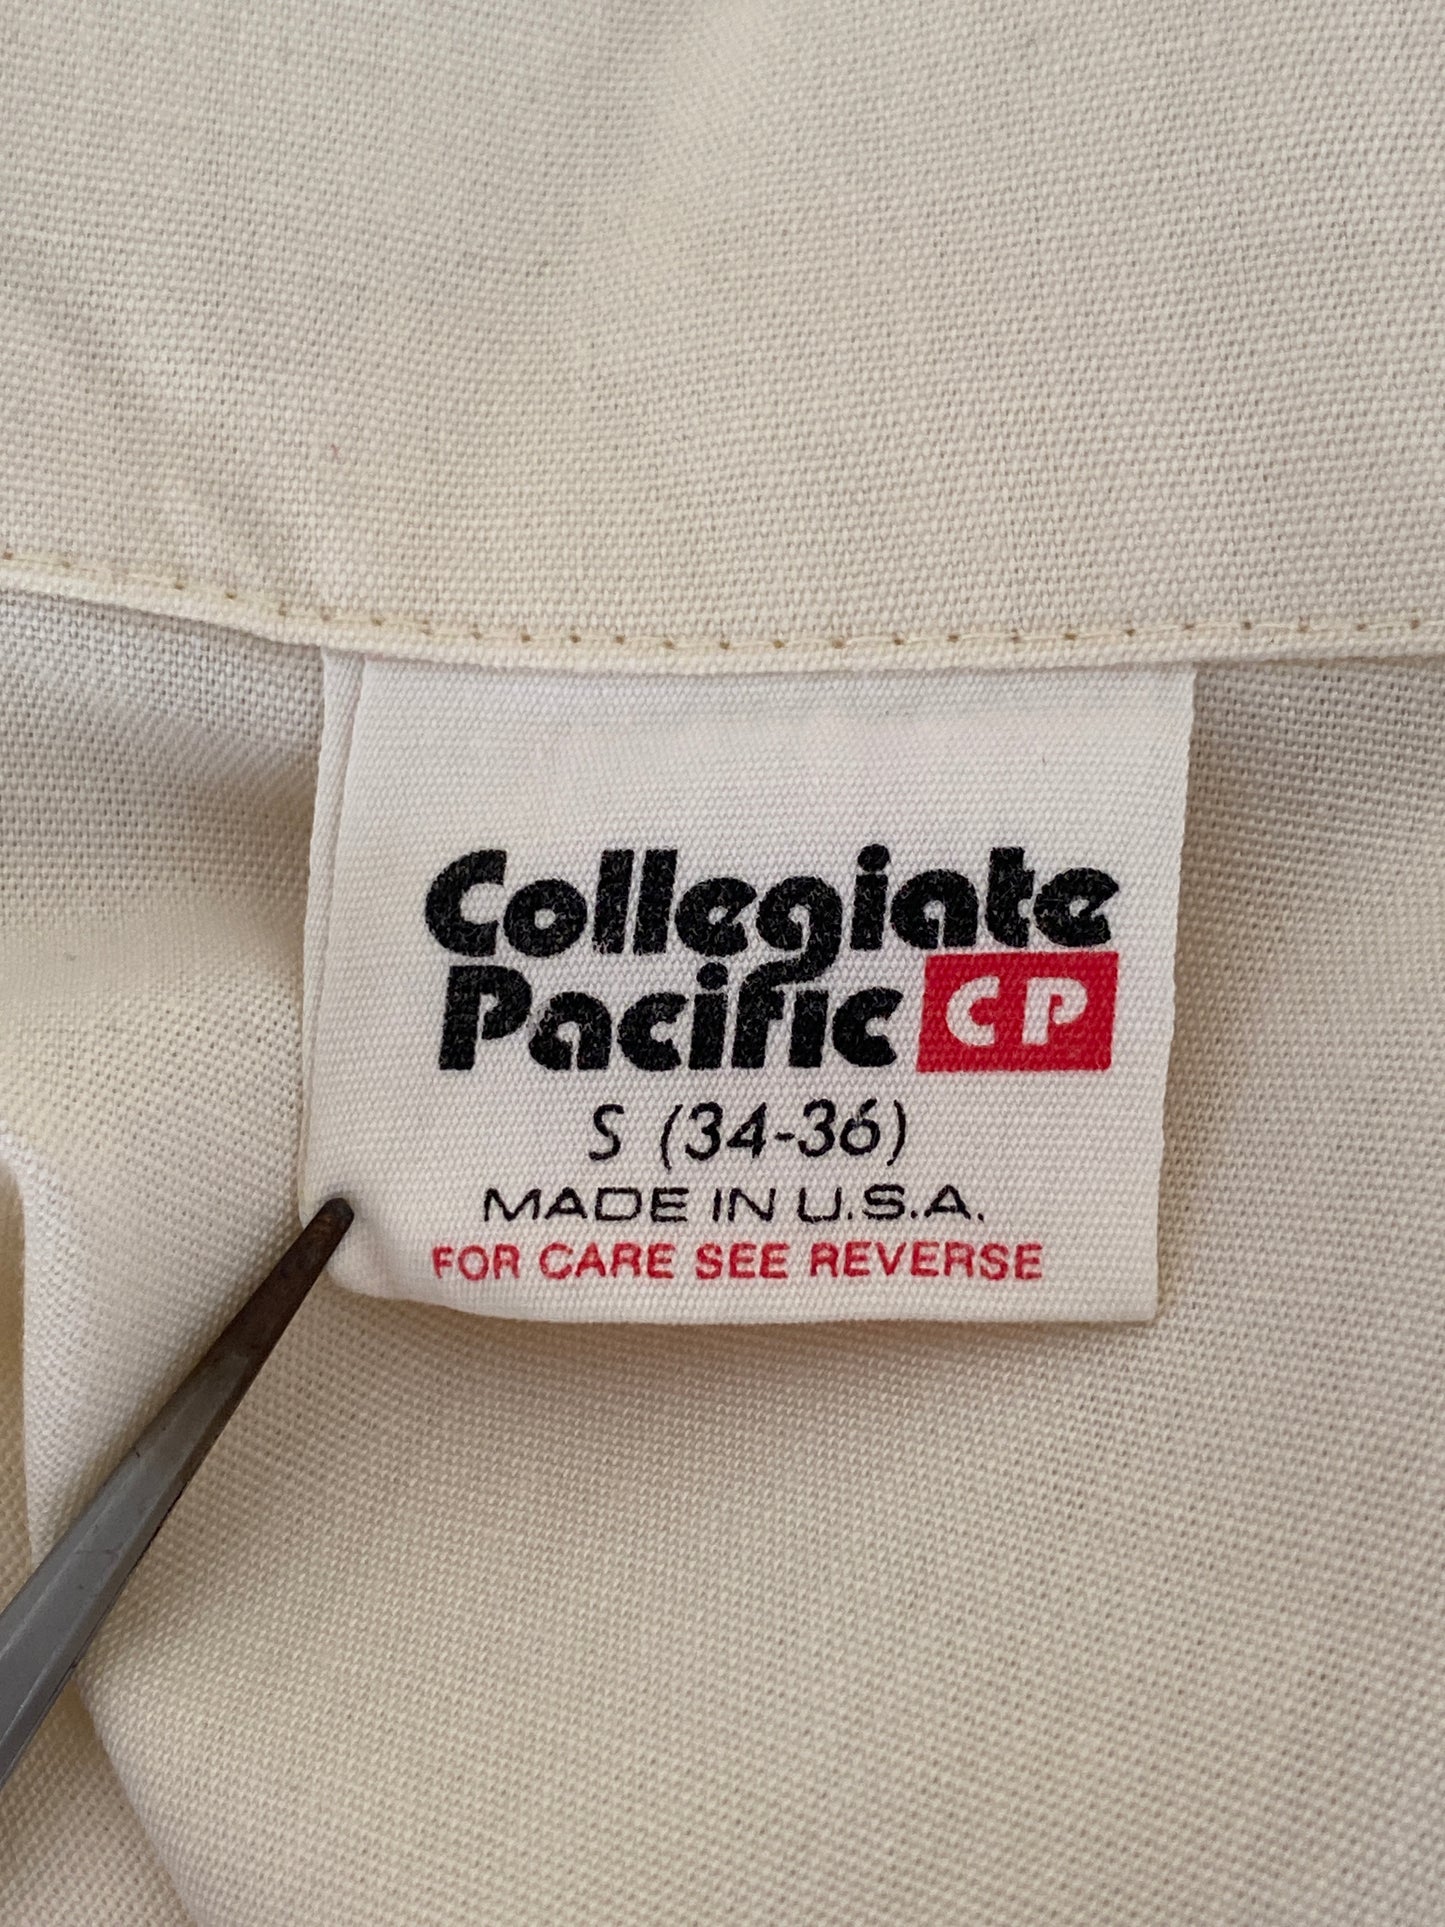 Collegiate
Pacific CP
S (34-36)
MADE IN U.S.A.
FOR CARE SEE REVERSE